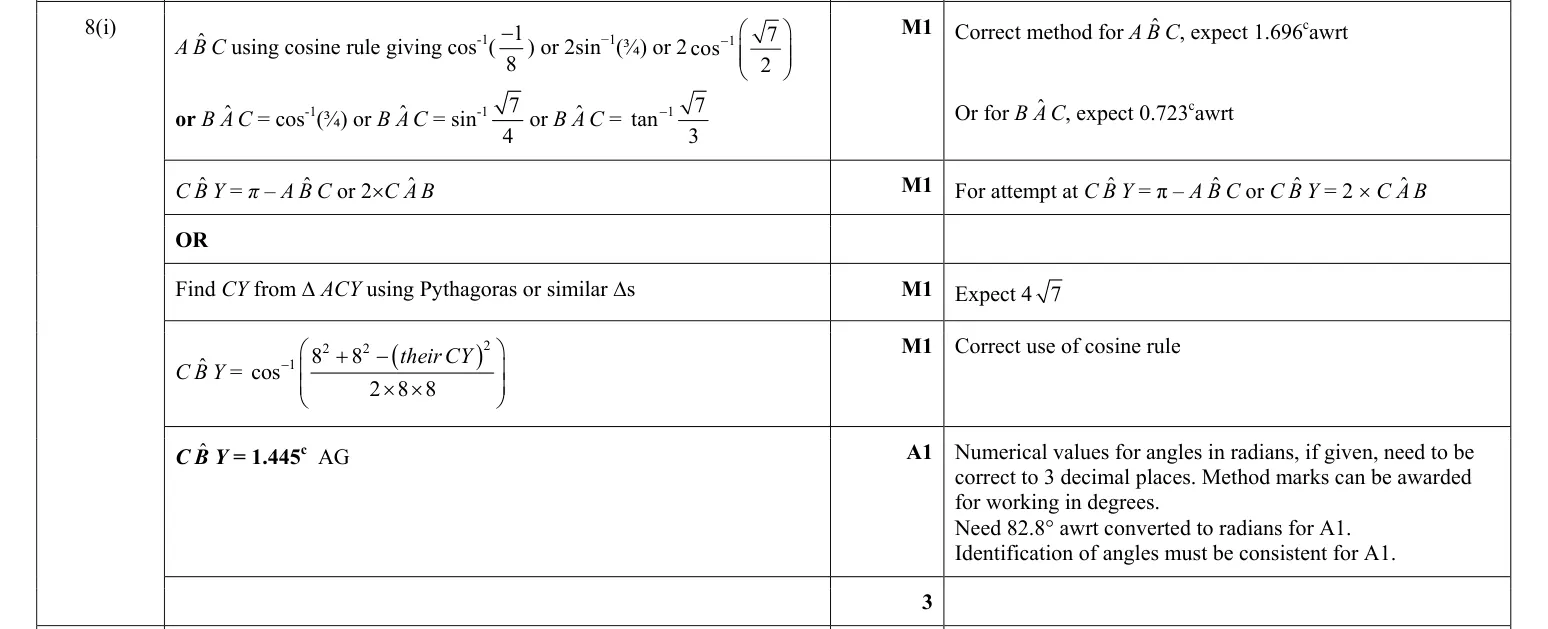 8(i)
A B̂ C using cosine rule giving cos⁻¹(−1/8) or 2sin⁻¹(¾) or 2 cos⁻¹(√7/2)
or B Â C = cos⁻¹(¾) or B Â C = sin⁻¹ √7/4 or B Â C = tan⁻¹ √7/3
M1
Correct method for A B̂ C, expect 1.696ᶜawrt
Or for B Â C, expect 0.723ᶜawrt
C B̂ Y = π – A B̂ C or 2×C Â B
M1
For attempt at C B̂ Y = π – A B̂ C or C B̂ Y = 2 × C Â B
OR
Find CY from Δ ACY using Pythagoras or similar Δs
M1
Expect 4 √7
C B̂ Y = cos⁻¹((8² + 8² − (their CY)²)/(2×8×8))
M1
Correct use of cosine rule
C B̂ Y = 1.445ᶜ AG
A1
Numerical values for angles in radians, if given, need to be
correct to 3 decimal places. Method marks can be awarded
for working in degrees.
Need 82.8° awrt converted to radians for A1.
Identification of angles must be consistent for A1.
3